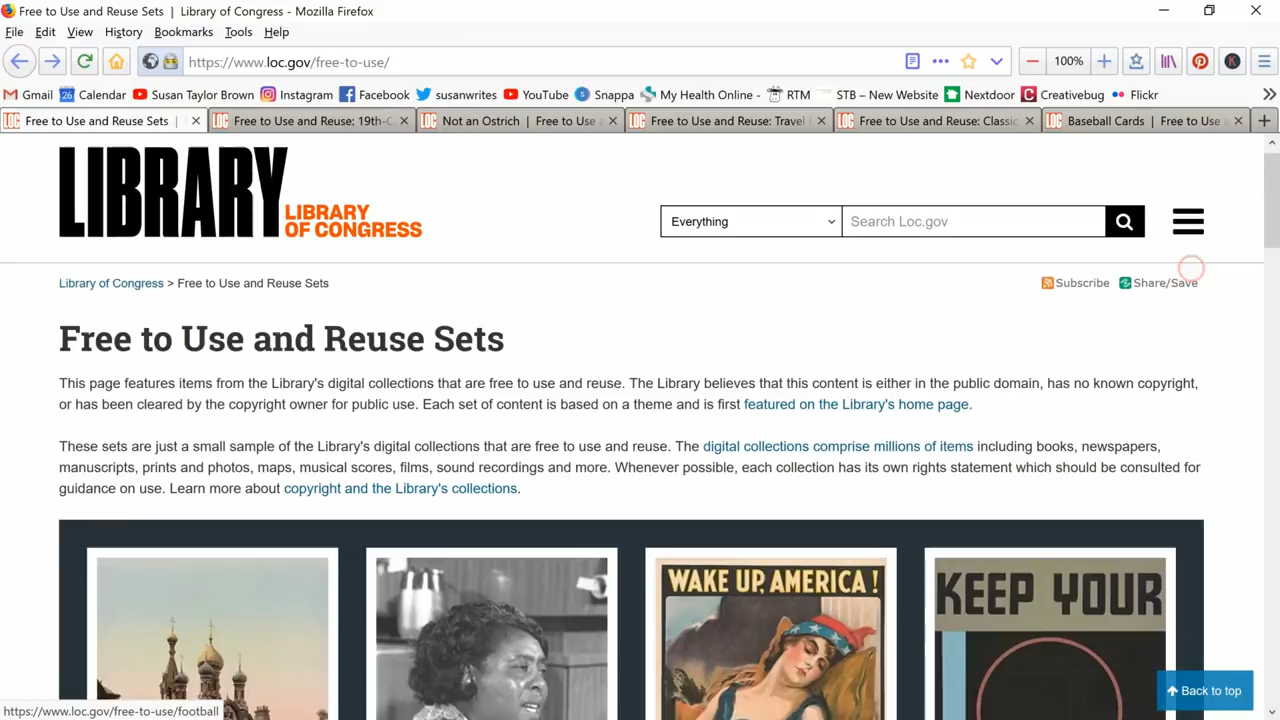 Free to Use and Reuse Sets | Library of Congress - Mozilla Firefox
File Edit View History Bookmarks Tools Help
https://www.loc.gov/free-to-use/
100%
Gmail Calendar Susan Taylor Brown Instagram Facebook susanwrites YouTube Snappa My Health Online - RTM STB – New Website Nextdoor Creativebug Flickr
Free to Use and Reuse Sets | LOC Free to Use and Reuse: 19th-C LOC Not an Ostrich | Free to Use a LOC Free to Use and Reuse: Travel LOC Free to Use and Reuse: Classic LOC Baseball Cards | Free to Use a
LIBRARY
LIBRARY
OF CONGRESS
Everything Search Loc.gov
Library of Congress > Free to Use and Reuse Sets
Subscribe Share/Save
Free to Use and Reuse Sets
This page features items from the Library's digital collections that are free to use and reuse. The Library believes that this content is either in the public domain, has no known copyright,
or has been cleared by the copyright owner for public use. Each set of content is based on a theme and is first featured on the Library's home page.
These sets are just a small sample of the Library's digital collections that are free to use and reuse. The digital collections comprise millions of items including books, newspapers,
manuscripts, prints and photos, maps, musical scores, films, sound recordings and more. Whenever possible, each collection has its own rights statement which should be consulted for
guidance on use. Learn more about copyright and the Library's collections.
WAKE UP, AMERICA!
KEEP YOUR
Back to top
https://www.loc.gov/free-to-use/football